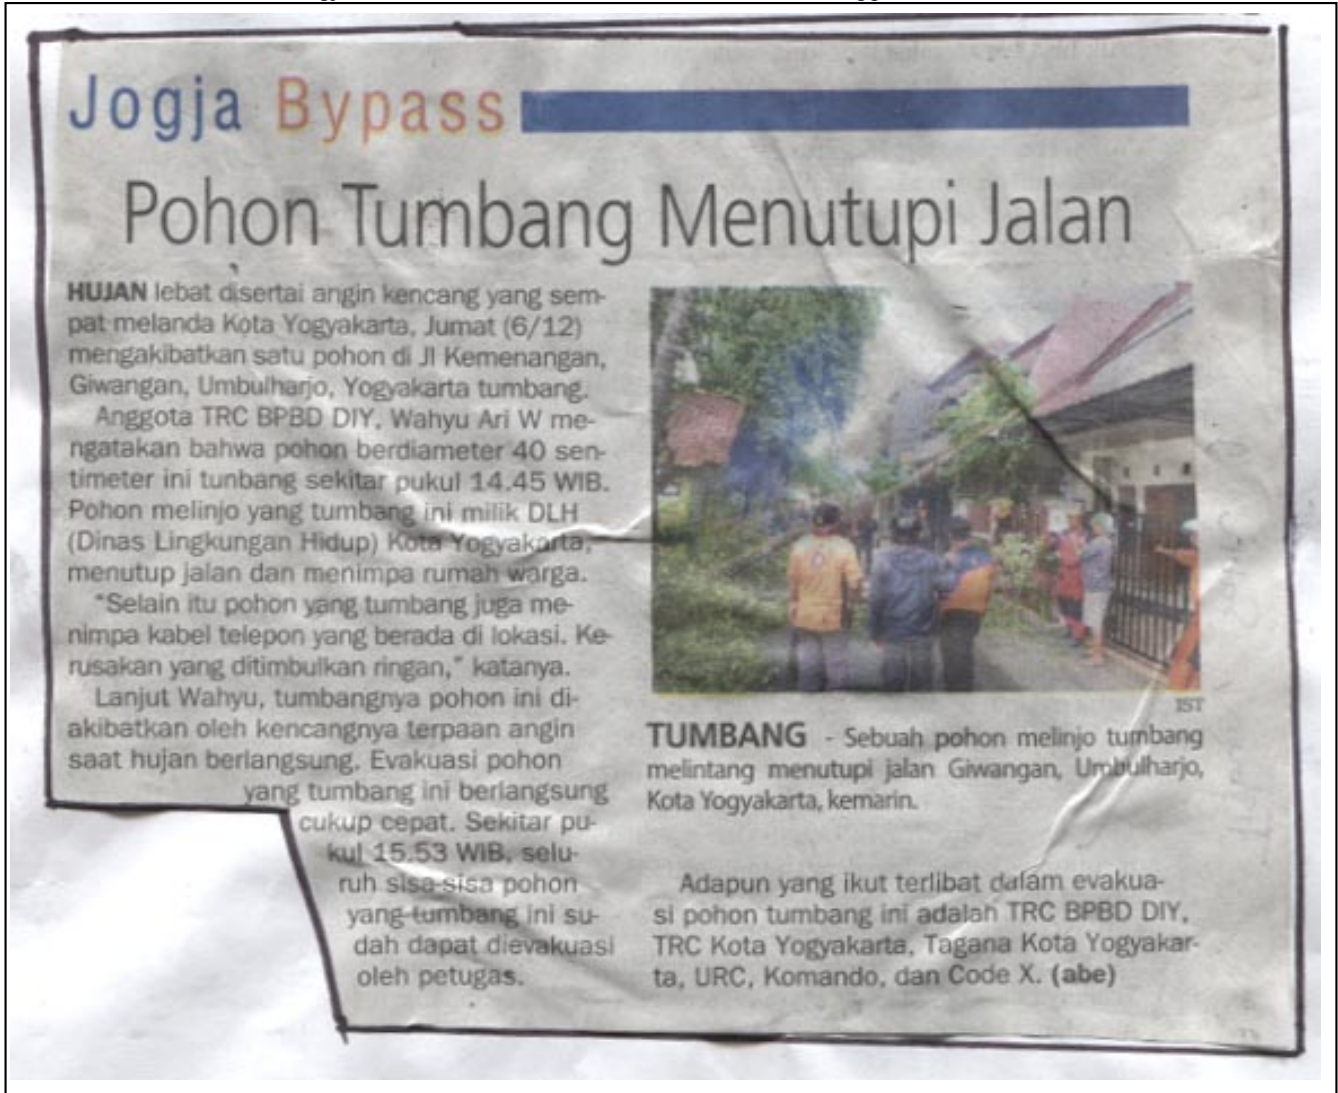 Jogja Bypass
Pohon Tumbang Menutupi Jalan
HUJAN lebat disertai angin kencang yang sem-
pat melanda Kota Yogyakarta, Jumat (6/12)
mengakibatkan satu pohon di Jl Kemenangan,
Giwangan, Umbulharjo, Yogyakarta tumbang.
Anggota TRC BPBD DIY, Wahyu Ari W me-
ngatakan bahwa pohon berdiameter 40 sen-
timeter ini tunbang sekitar pukul 14.45 WIB.
Pohon melinjo yang tumbang ini milik DLH
(Dinas Lingkungan Hidup) Kota Yogyakarta,
menutup jalan dan menimpa rumah warga.
"Selain itu pohon yang tumbang juga me-
nimpa kabel telepon yang berada di lokasi. Ke-
rusakan yang ditimbulkan ringan," katanya.
Lanjut Wahyu, tumbangnya pohon ini di-
akibatkan oleh kencangnya terpaan angin
saat hujan berlangsung. Evakuasi pohon
yang tumbang ini berlangsung
cukup cepat. Sekitar pu-
kul 15.53 WIB, selu-
ruh sisa-sisa pohon
yang tumbang ini su-
dah dapat dievakuasi
oleh petugas.
IST
TUMBANG - Sebuah pohon melinjo tumbang
melintang menutupi jalan Giwangan, Umbulharjo,
Kota Yogyakarta, kemarin.
Adapun yang ikut terlibat dalam evakua-
si pohon tumbang ini adalah TRC BPBD DIY,
TRC Kota Yogyakarta, Tagana Kota Yogyakar-
ta, URC, Komando, dan Code X. (abe)